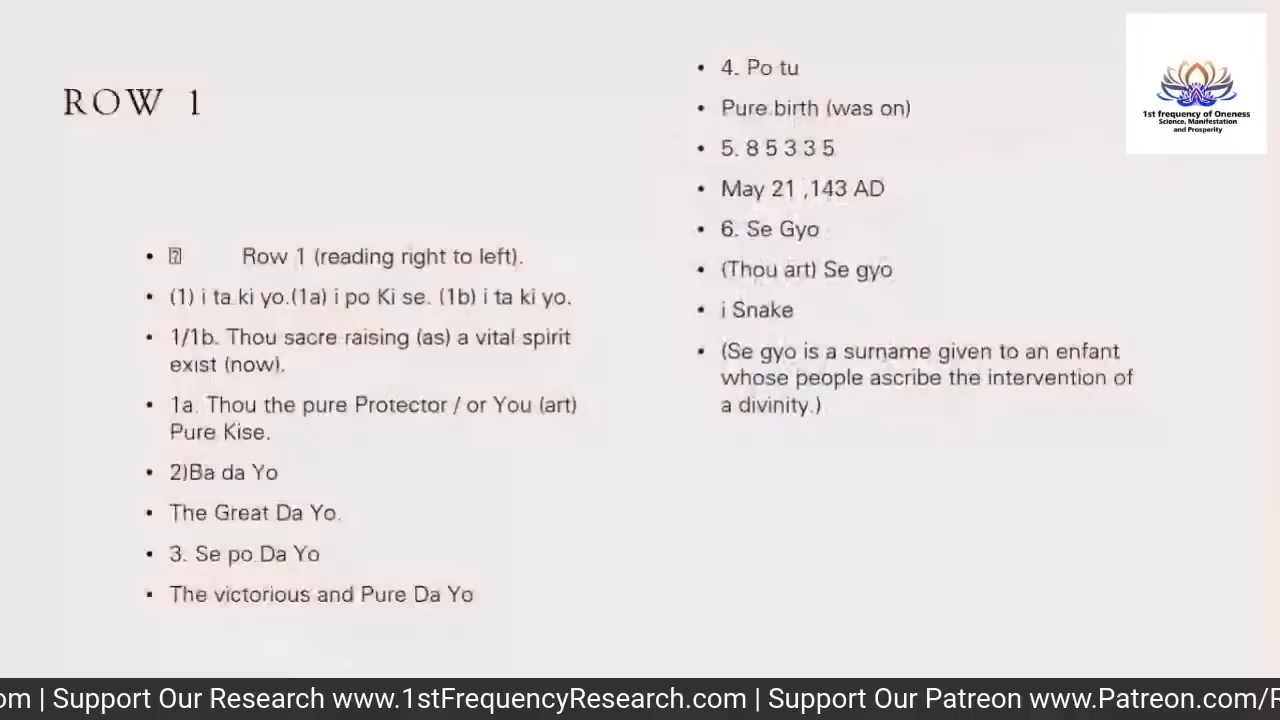 ROW 1
• Row 1 (reading right to left).
• (1) i ta ki yo.(1a) i po Ki se. (1b) i ta ki yo.
• 1/1b. Thou sacre raising (as) a vital spirit
exist (now).
• 1a. Thou the pure Protector / or You (art)
Pure Kise.
• 2)Ba da Yo
• The Great Da Yo.
• 3. Se po Da Yo
• The victorious and Pure Da Yo
• 4. Po tu
• Pure birth (was on)
• 5. 8 5 3 3 5
• May 21 ,143 AD
• 6. Se Gyo
• (Thou art) Se gyo
• i Snake
• (Se gyo is a surname given to an enfant
whose people ascribe the intervention of
a divinity.)
1st frequency of Oneness
Science, Manifestation
and Prosperity
om | Support Our Research www.1stFrequencyResearch.com | Support Our Patreon www.Patreon.com/F